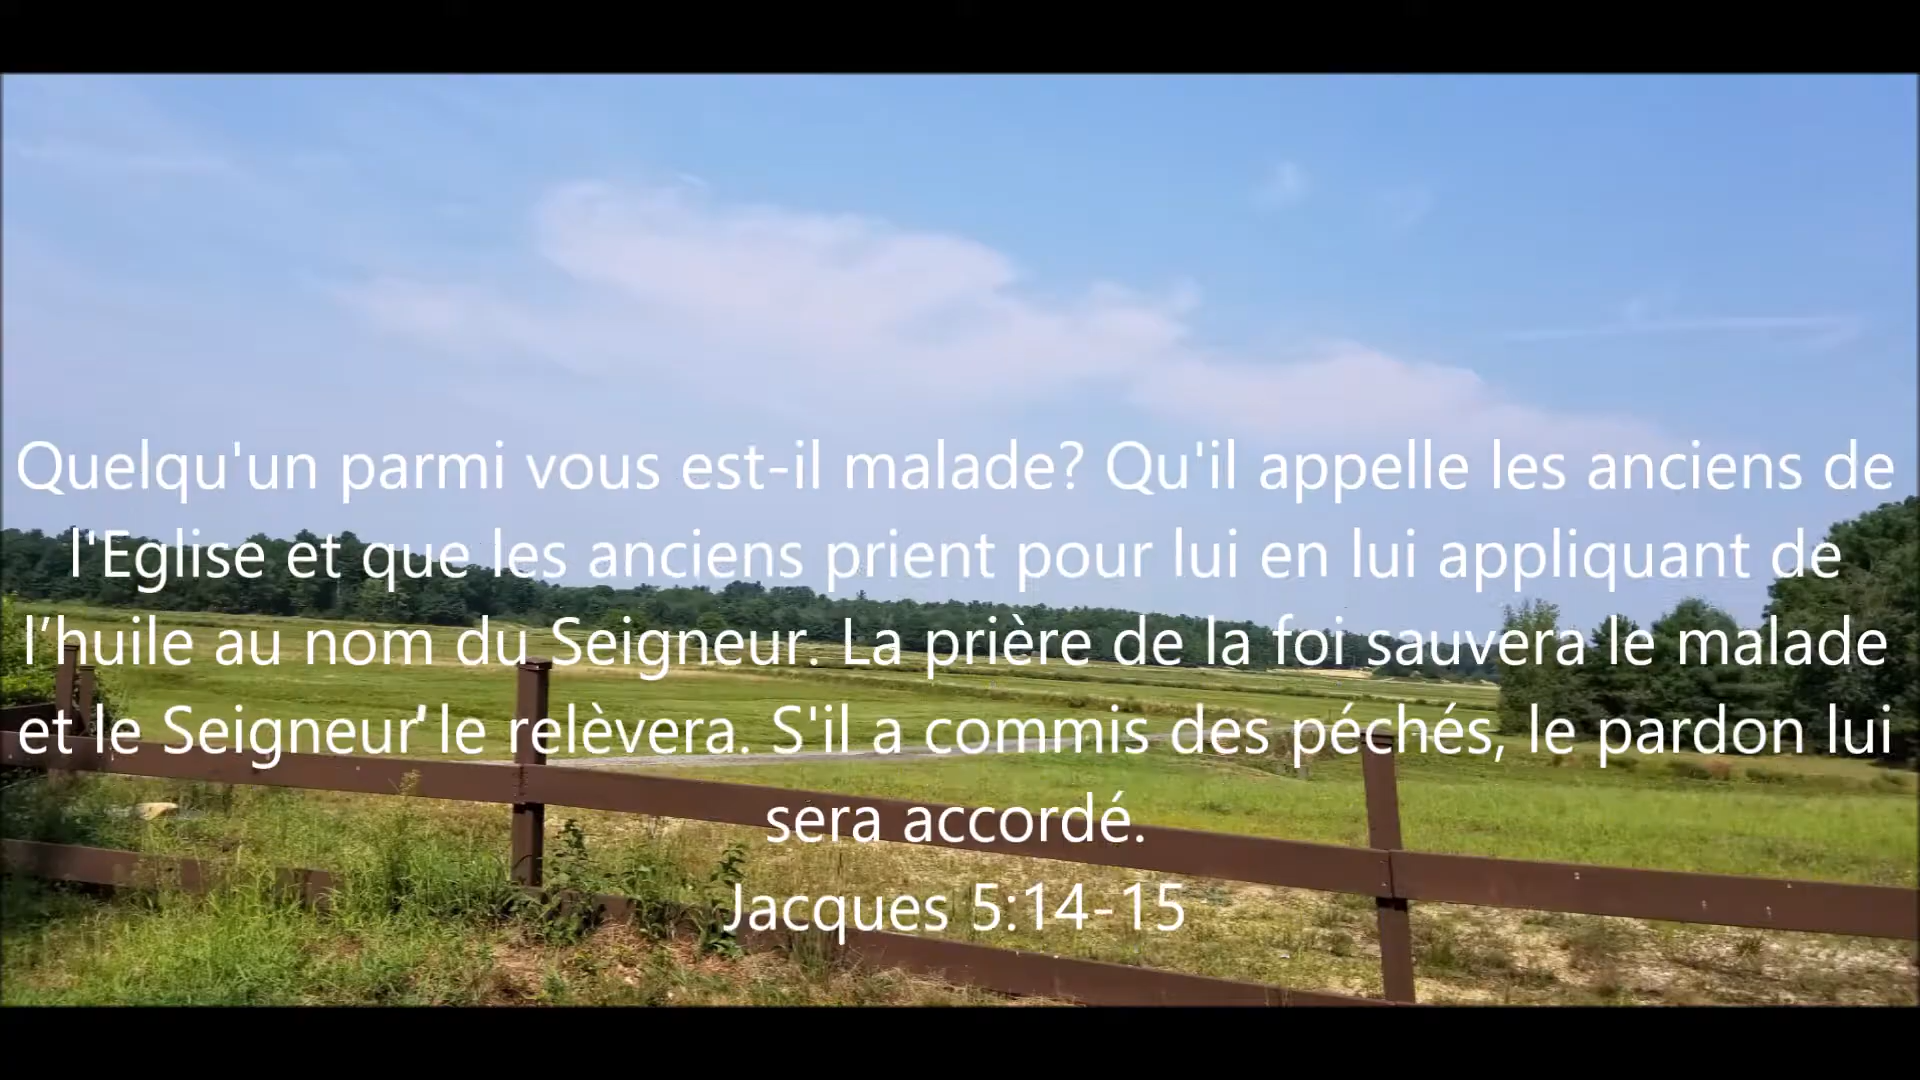 Quelqu'un parmi vous est-il malade? Qu'il appelle les anciens de
l'Eglise et que les anciens prient pour lui en lui appliquant de
l’huile au nom du Seigneur. La prière de la foi sauvera le malade
et le Seigneur le relèvera. S'il a commis des péchés, le pardon lui
sera accordé.
Jacques 5:14-15